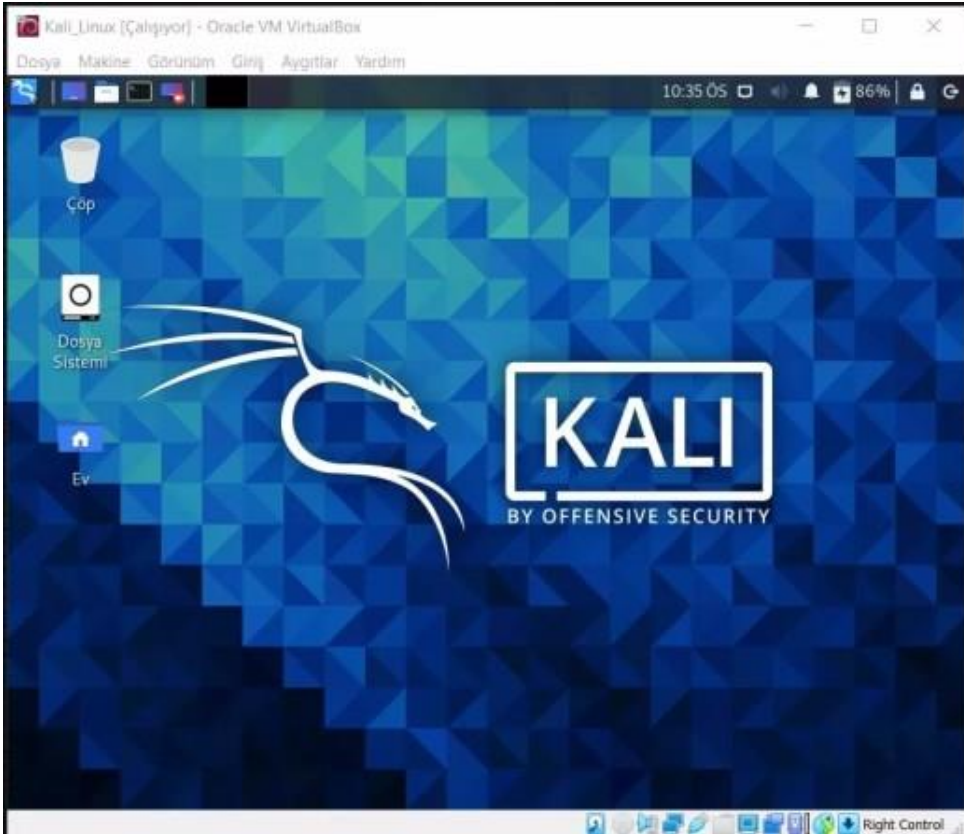 Kali_Linux [Çalışıyor] - Oracle VM VirtualBox
Dosya Makine Görünüm Giriş Aygıtlar Yardım
10:35 ÖS 86%
Çöp
Dosya
Sistemi
Ev
KALI
BY OFFENSIVE SECURITY
Right Control